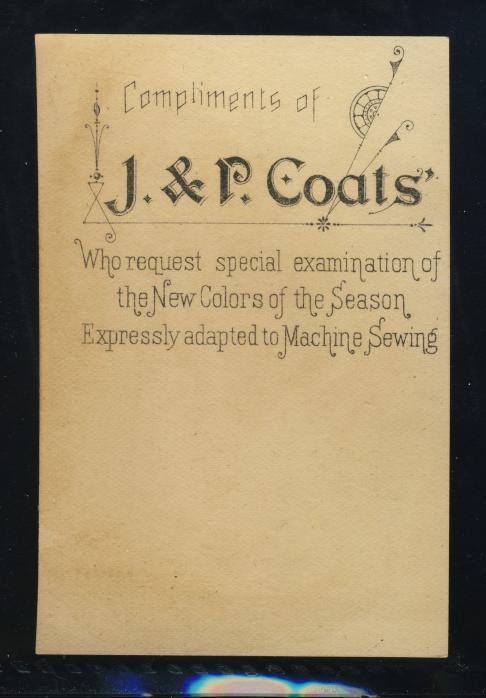 Compliments of
J. & P. Coats'
Who request special examination of
the New Colors of the Season
Expressly adapted to Machine Sewing